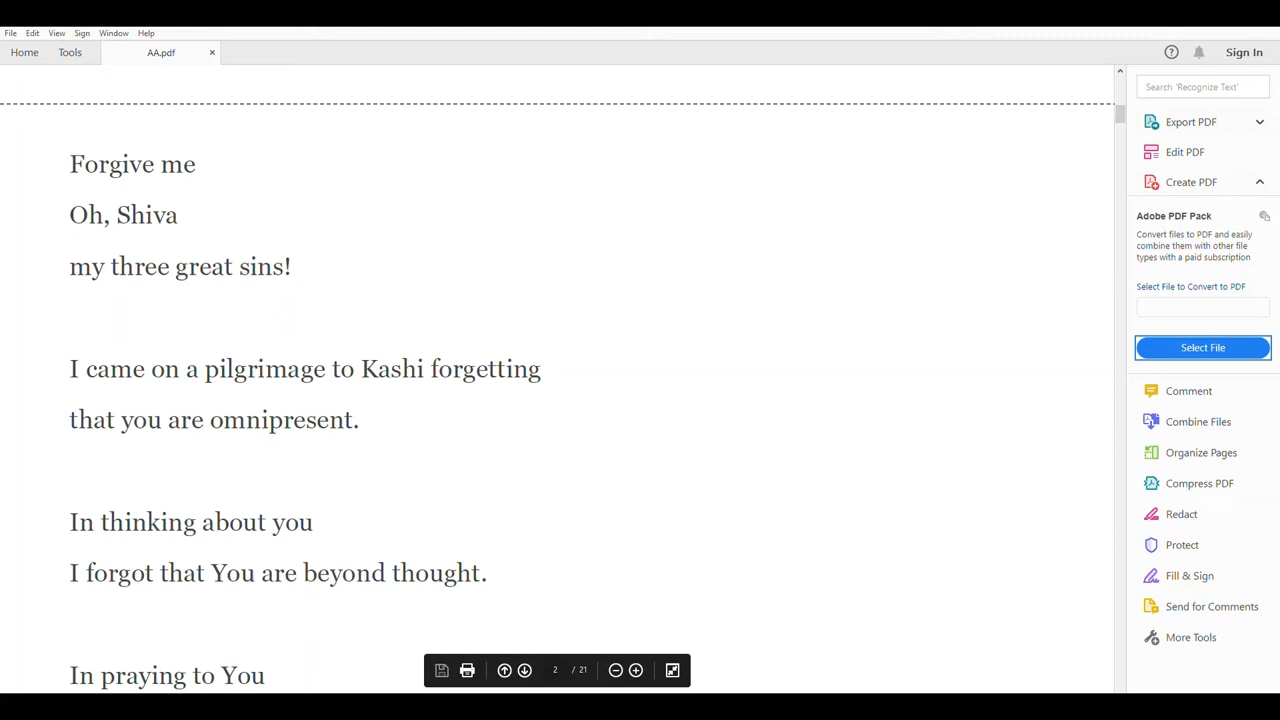 File Edit View Sign Window Help
Home Tools AA.pdf × Sign In
Search 'Recognize Text'
Export PDF
Edit PDF
Create PDF
Adobe PDF Pack
Convert files to PDF and easily
combine them with other file
types with a paid subscription
Select File to Convert to PDF
Select File
Comment
Combine Files
Organize Pages
Compress PDF
Redact
Protect
Fill & Sign
Send for Comments
More Tools
Forgive me
Oh, Shiva
my three great sins!
I came on a pilgrimage to Kashi forgetting
that you are omnipresent.
In thinking about you
I forgot that You are beyond thought.
In praying to You
2 / 21